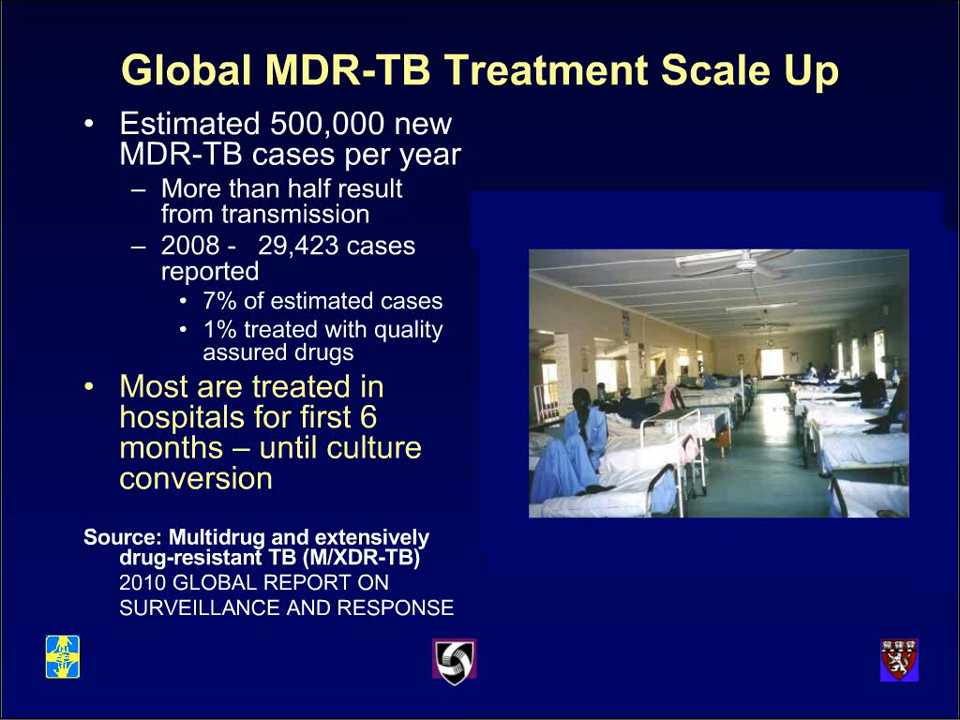 Global MDR-TB Treatment Scale Up
• Estimated 500,000 new
MDR-TB cases per year
– More than half result
from transmission
– 2008 - 29,423 cases
reported
• 7% of estimated cases
• 1% treated with quality
assured drugs
• Most are treated in
hospitals for first 6
months – until culture
conversion
Source: Multidrug and extensively
drug-resistant TB (M/XDR-TB)
2010 GLOBAL REPORT ON
SURVEILLANCE AND RESPONSE